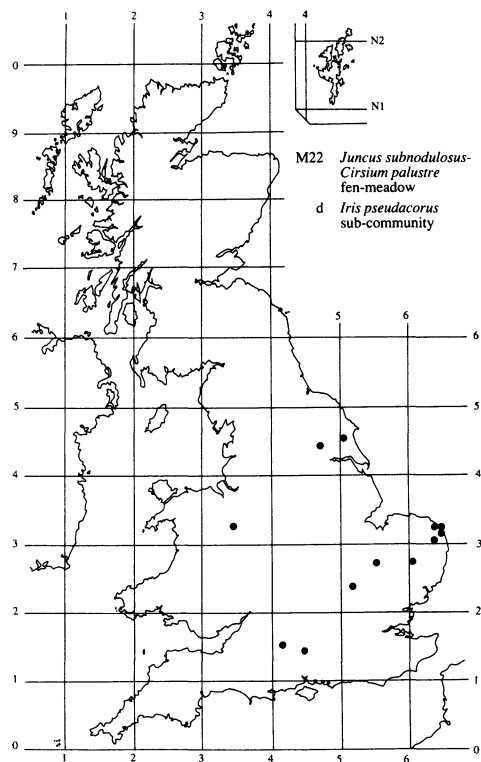 1 2 3 4
N2
N1
0 9 8 7 6 5 4 3 2 1 0
M22 Juncus subnodulosus-
Cirsium palustre
fen-meadow
d Iris pseudacorus
sub-community
5 6
6 5 4 3 2 1 0
1 2 3 4 5 6